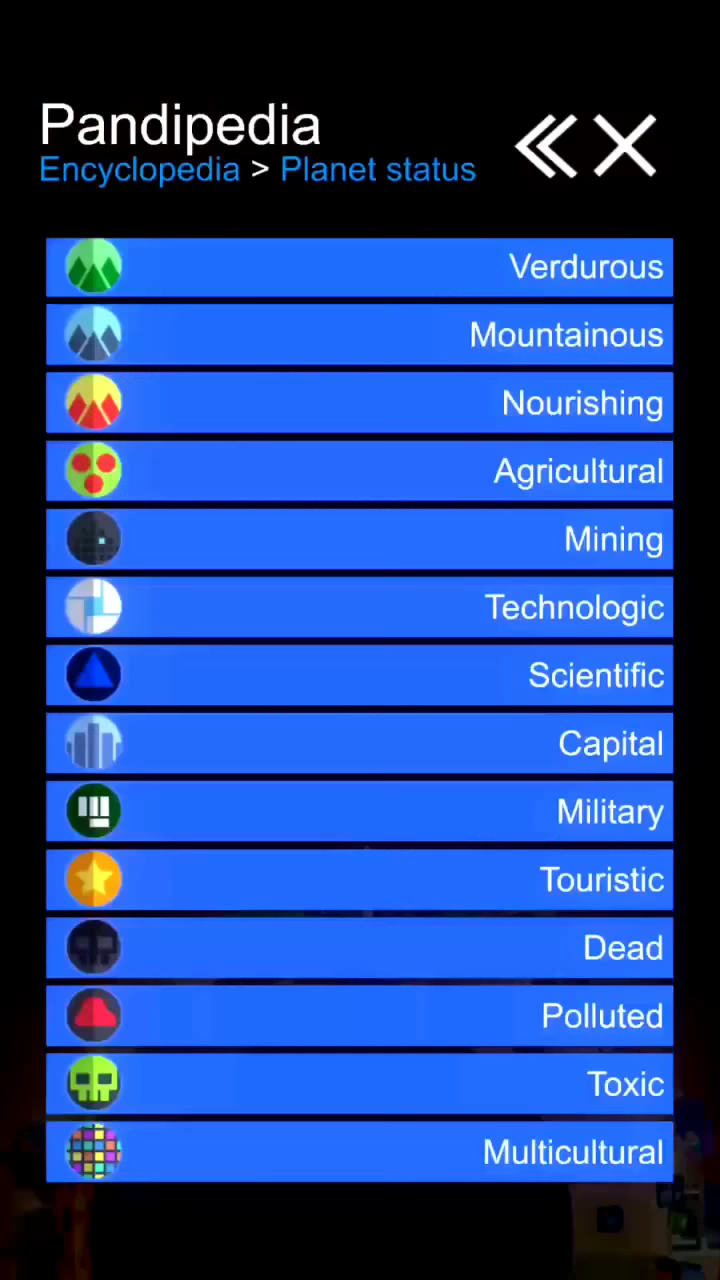 Pandipedia
Encyclopedia > Planet status
Verdurous
Mountainous
Nourishing
Agricultural
Mining
Technologic
Scientific
Capital
Military
Touristic
Dead
Polluted
Toxic
Multicultural